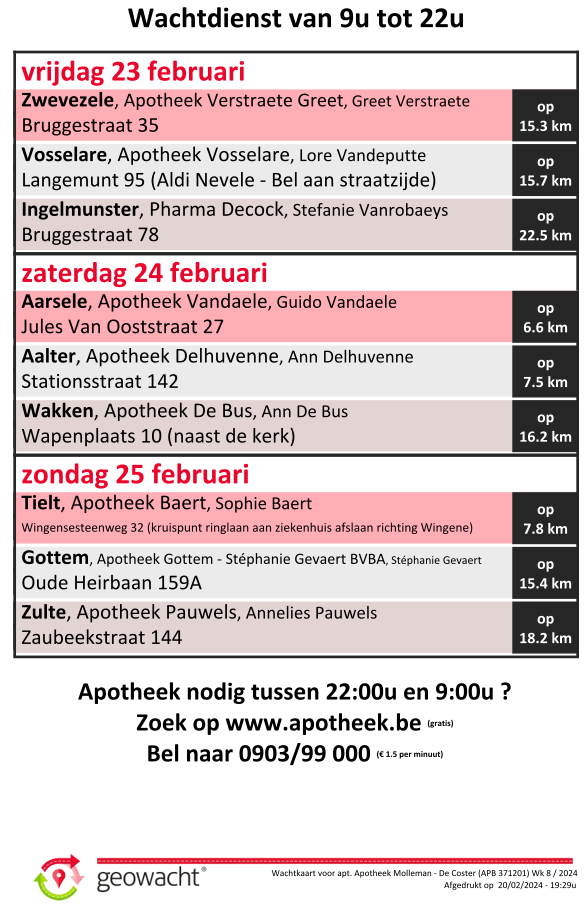 Wachtdienst van 9u tot 22u
vrijdag 23 februari
Zwevezele, Apotheek Verstraete Greet, Greet Verstraete
Bruggestraat 35
op
15.3 km
Vosselare, Apotheek Vosselare, Lore Vandeputte
Langemunt 95 (Aldi Nevele - Bel aan straatzijde)
op
15.7 km
Ingelmunster, Pharma Decock, Stefanie Vanrobaeys
Bruggestraat 78
op
22.5 km
zaterdag 24 februari
Aarsele, Apotheek Vandaele, Guido Vandaele
Jules Van Ooststraat 27
op
6.6 km
Aalter, Apotheek Delhuvenne, Ann Delhuvenne
Stationsstraat 142
op
7.5 km
Wakken, Apotheek De Bus, Ann De Bus
Wapenplaats 10 (naast de kerk)
op
16.2 km
zondag 25 februari
Tielt, Apotheek Baert, Sophie Baert
Wingensesteenweg 32 (kruispunt ringlaan aan ziekenhuis afslaan richting Wingene)
op
7.8 km
Gottem, Apotheek Gottem - Stéphanie Gevaert BVBA, Stéphanie Gevaert
Oude Heirbaan 159A
op
15.4 km
Zulte, Apotheek Pauwels, Annelies Pauwels
Zaubeekstraat 144
op
18.2 km
Apotheek nodig tussen 22:00u en 9:00u ?
Zoek op www.apotheek.be (gratis)
Bel naar 0903/99 000 (€ 1.5 per minuut)
geowacht®
Wachtkaart voor apt. Apotheek Molleman - De Coster (APB 371201) Wk 8 / 2024
Afgedrukt op 20/02/2024 - 19:29u